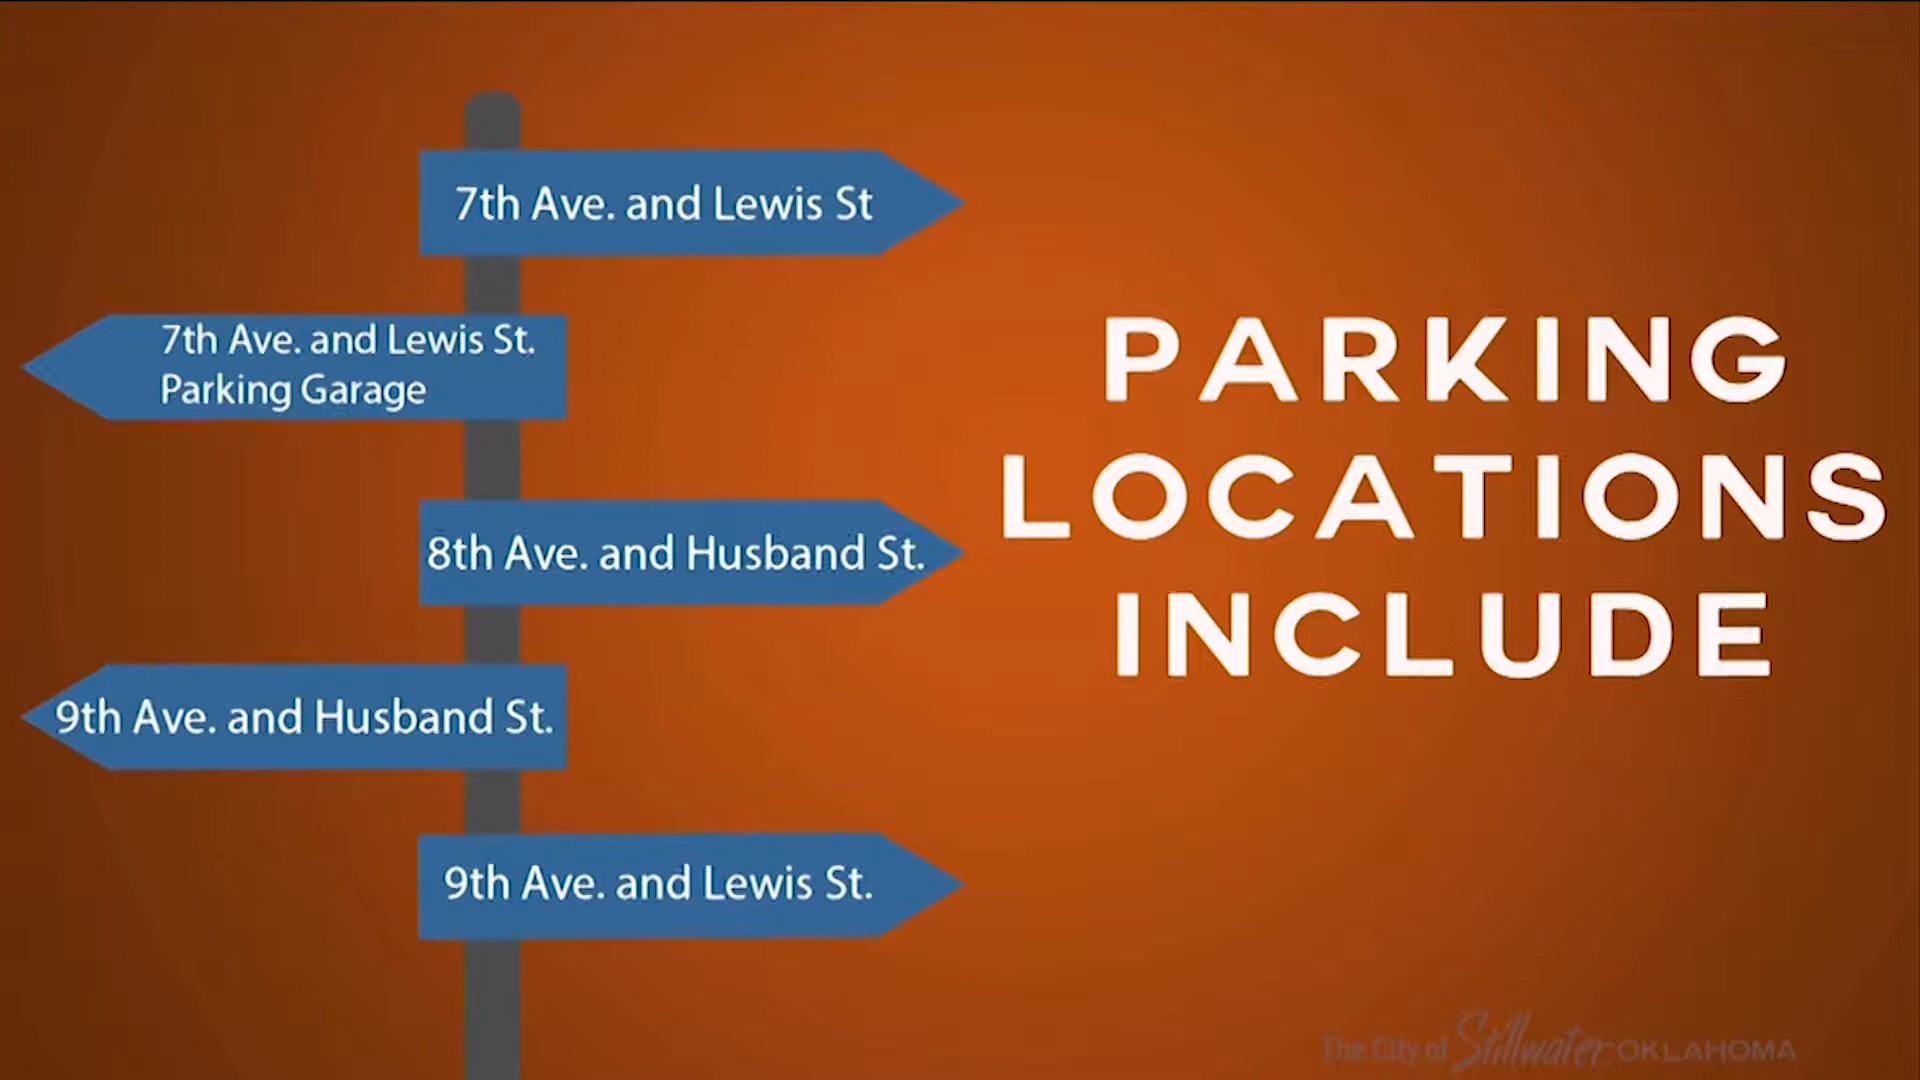 7th Ave. and Lewis St
7th Ave. and Lewis St.
Parking Garage
8th Ave. and Husband St.
9th Ave. and Husband St.
9th Ave. and Lewis St.
PARKING
LOCATIONS
INCLUDE
The City of Stillwater OKLAHOMA